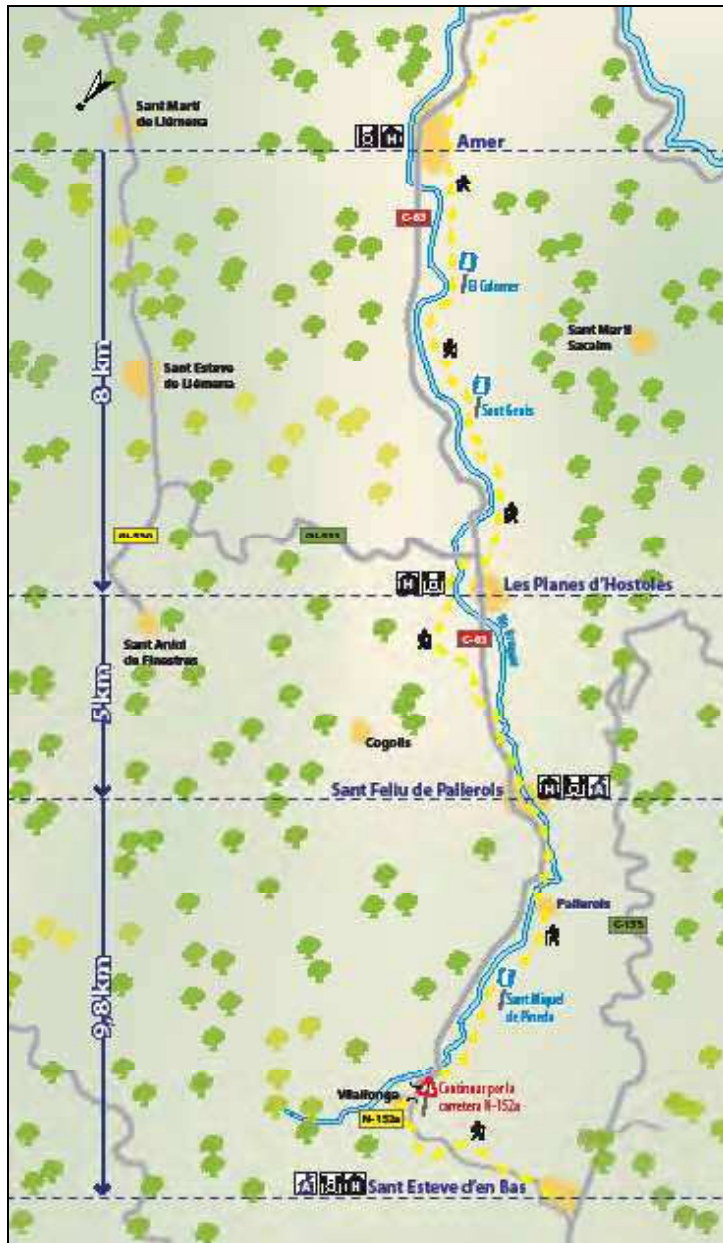 Sant Martí
de Llémena
Amer
C-63
El Colomer
Sant Martí
Sacalm
8 km
Sant Esteve
de Llémena
Sant Genís
Les Planes d'Hostoles
Sant Aniol
de Finestres
C-63
5 km
Cogolls
Sant Feliu de Pallerols
Pallerols
C-153
9,8 km
Sant Miquel
de Pineda
Vilallonga
Continuar por la
carretera N-152a
N-152a
Sant Esteve d'en Bas